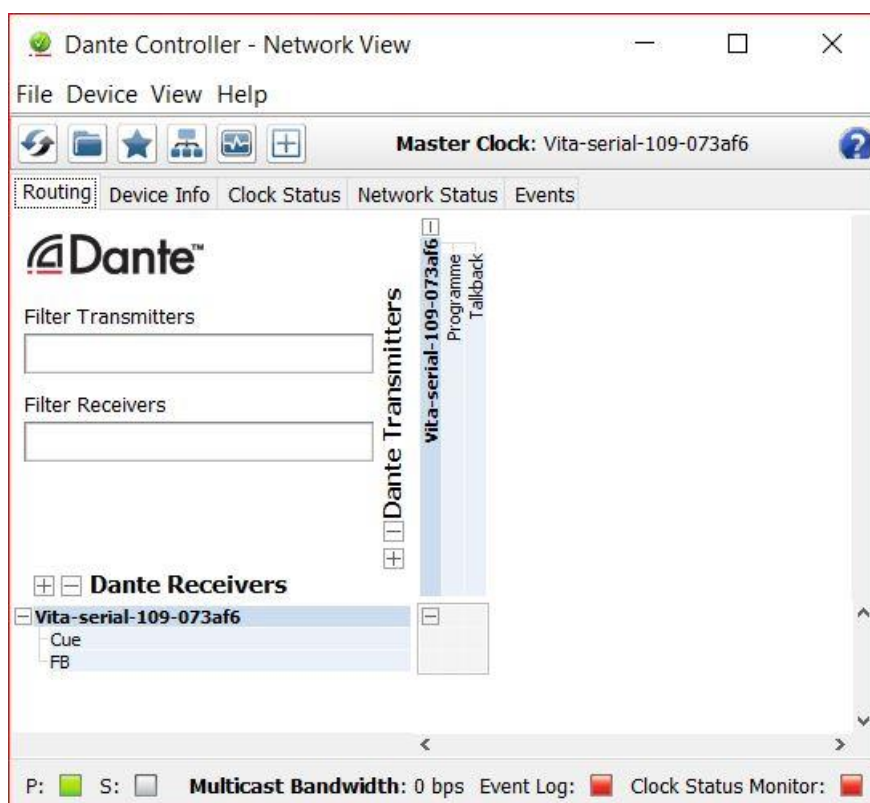 Dante Controller - Network View
File Device View Help
Master Clock: Vita-serial-109-073af6
?
Routing Device Info Clock Status Network Status Events
Dante™
Filter Transmitters
Filter Receivers
Dante Transmitters
Vita-serial-109-073af6
Programme
Talkback
Dante Receivers
Vita-serial-109-073af6
Cue
FB
P: S: Multicast Bandwidth: 0 bps Event Log: Clock Status Monitor: